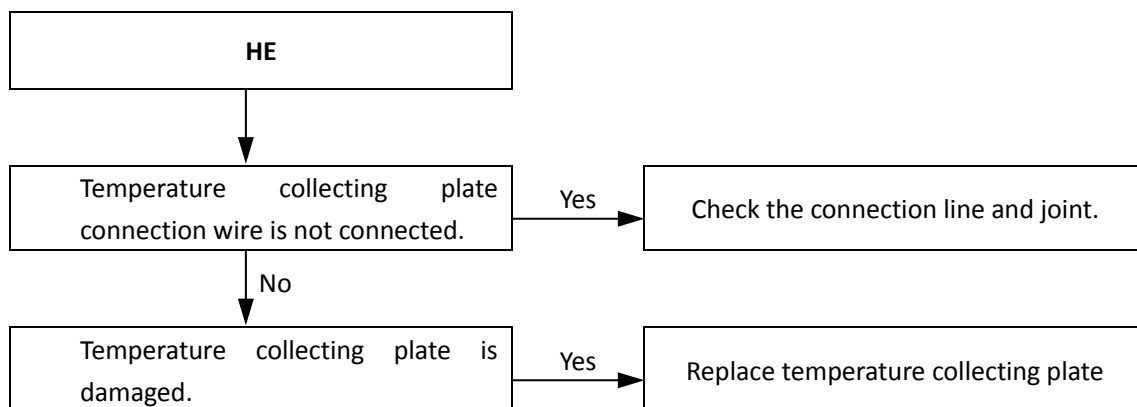 HE
Temperature collecting plate
connection wire is not connected.
Yes
Check the connection line and joint.
No
Temperature collecting plate is
damaged.
Yes
Replace temperature collecting plate